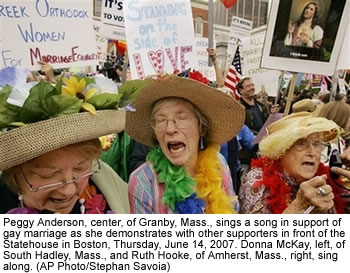 EEK ORTHODOX
WOMEN
FOR
IT'S
STANDING
on the
side of
LOVE
Peggy Anderson, center, of Granby, Mass., sings a song in support of
gay marriage as she demonstrates with other supporters in front of the
Statehouse in Boston, Thursday, June 14, 2007. Donna McKay, left, of
South Hadley, Mass., and Ruth Hooke, of Amherst, Mass., right, sing
along. (AP Photo/Stephan Savoia)